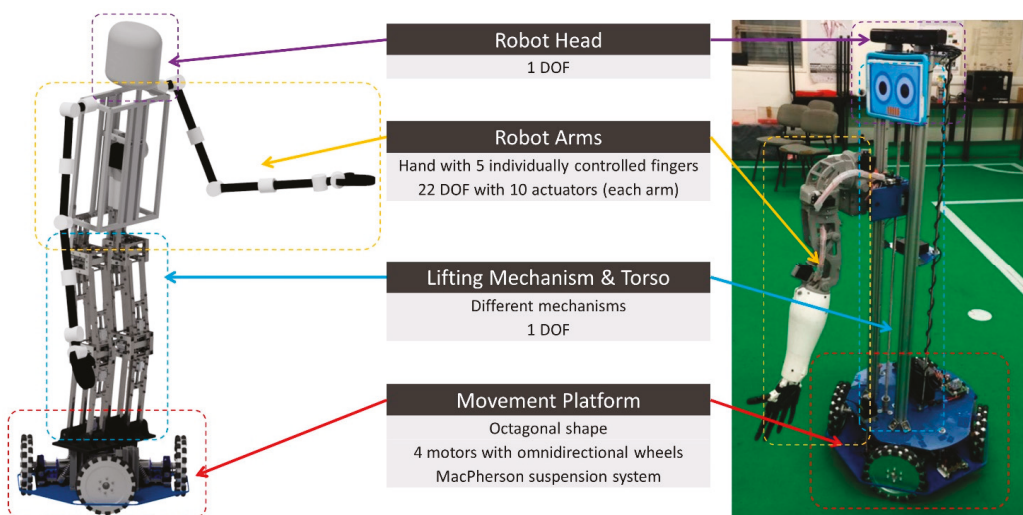 Robot Head
1 DOF
Robot Arms
Hand with 5 individually controlled fingers
22 DOF with 10 actuators (each arm)
Lifting Mechanism & Torso
Different mechanisms
1 DOF
Movement Platform
Octagonal shape
4 motors with omnidirectional wheels
MacPherson suspension system